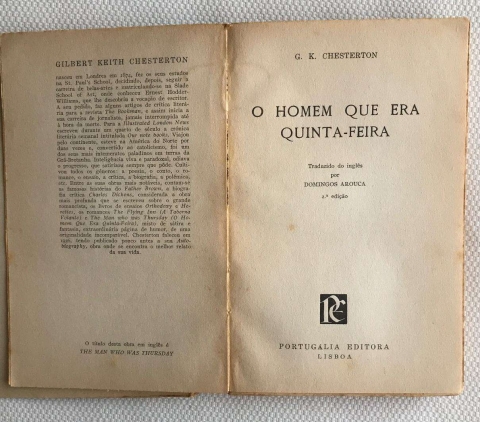 GILBERT KEITH CHESTERTON
nasceu em Londres em 1874, fez os seus estudos
na St. Paul's School, decidindo, depois, seguir a
carreira de belas-artes e matriculando-se na Slade
School of Art, onde conheceu Ernest Hodder-
Williams, que lhe descobriu a vocação de escritor.
A seu pedido, fez alguns artigos de crítica literá-
ria para a revista The Bookman, e assim inicia a
sua carreira de jornalista, jamais interrompida até
à hora da morte. Para a Illustrated London News
escreveu durante um quarto de século a crónica
literária semanal intitulada Our note books. Viajou
pelo continente, esteve na América do Norte por
duas vezes e, convertido ao catolicismo, foi um
dos seus mais veementes paladinos em terras da
Grã-Bretanha. Inteligência viva e paradoxal, odiava
o progresso, que satirizou sempre que pôde. Culti-
vou todos os géneros: a poesia, o conto, o ro-
mance, o ensaio, a crítica, a biografia, a polémica,
etc. Entre as suas obras mais notáveis, contam-se
as famosas histórias do Father Brown, a biogra-
fia crítica Charles Dickens, considerada a obra
mais profunda que se escreveu sobre o grande
romancista, os livros de ensaios Orthodoxy e He-
retics, os romances The Flying Inn (A Taberna
Volante) e The Man who was Thursday (O Ho-
mem Que Era Quinta-Feira), misto de sátira e
fantasia, extraordinária página de humor, de uma
originalidade incomparável. Chesterton faleceu em
1936, tendo publicado pouco antes a sua Auto-
biography, obra onde se encontra o melhor relato
da sua vida.
O título desta obra em inglês é
THE MAN WHO WAS THURSDAY
G. K. CHESTERTON
O HOMEM QUE ERA
QUINTA-FEIRA
Traduzido do inglês
por
DOMINGOS AROUCA
2.ª edição
PE
PORTUGÁLIA EDITORA
LISBOA